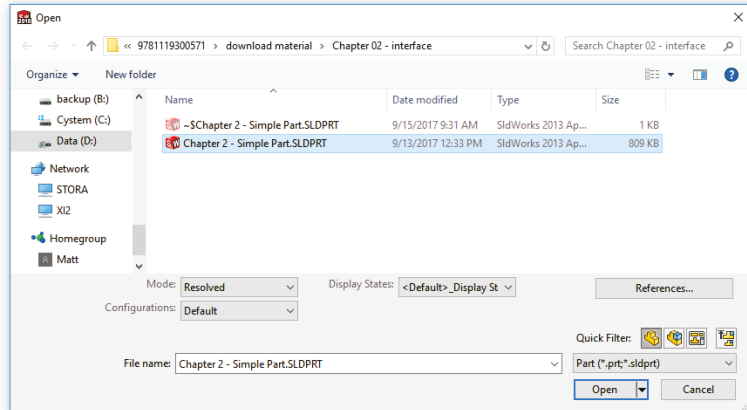 Open
« 9781119300571 › download material › Chapter 02 - interface
Search Chapter 02 - interface
Organize
New folder
Name Date modified Type Size
backup (B:)
Cystem (C:)
Data (D:)
Network
STORA
XI2
Homegroup
Matt
~$Chapter 2 - Simple Part.SLDPRT 9/15/2017 9:31 AM SldWorks 2013 Ap... 1 KB
Chapter 2 - Simple Part.SLDPRT 9/13/2017 12:33 PM SldWorks 2013 Ap... 809 KB
Mode: Resolved
Display States: <Default>_Display St
References...
Configurations: Default
Quick Filter:
File name: Chapter 2 - Simple Part.SLDPRT
Part (*.prt;*.sldprt)
Open
Cancel